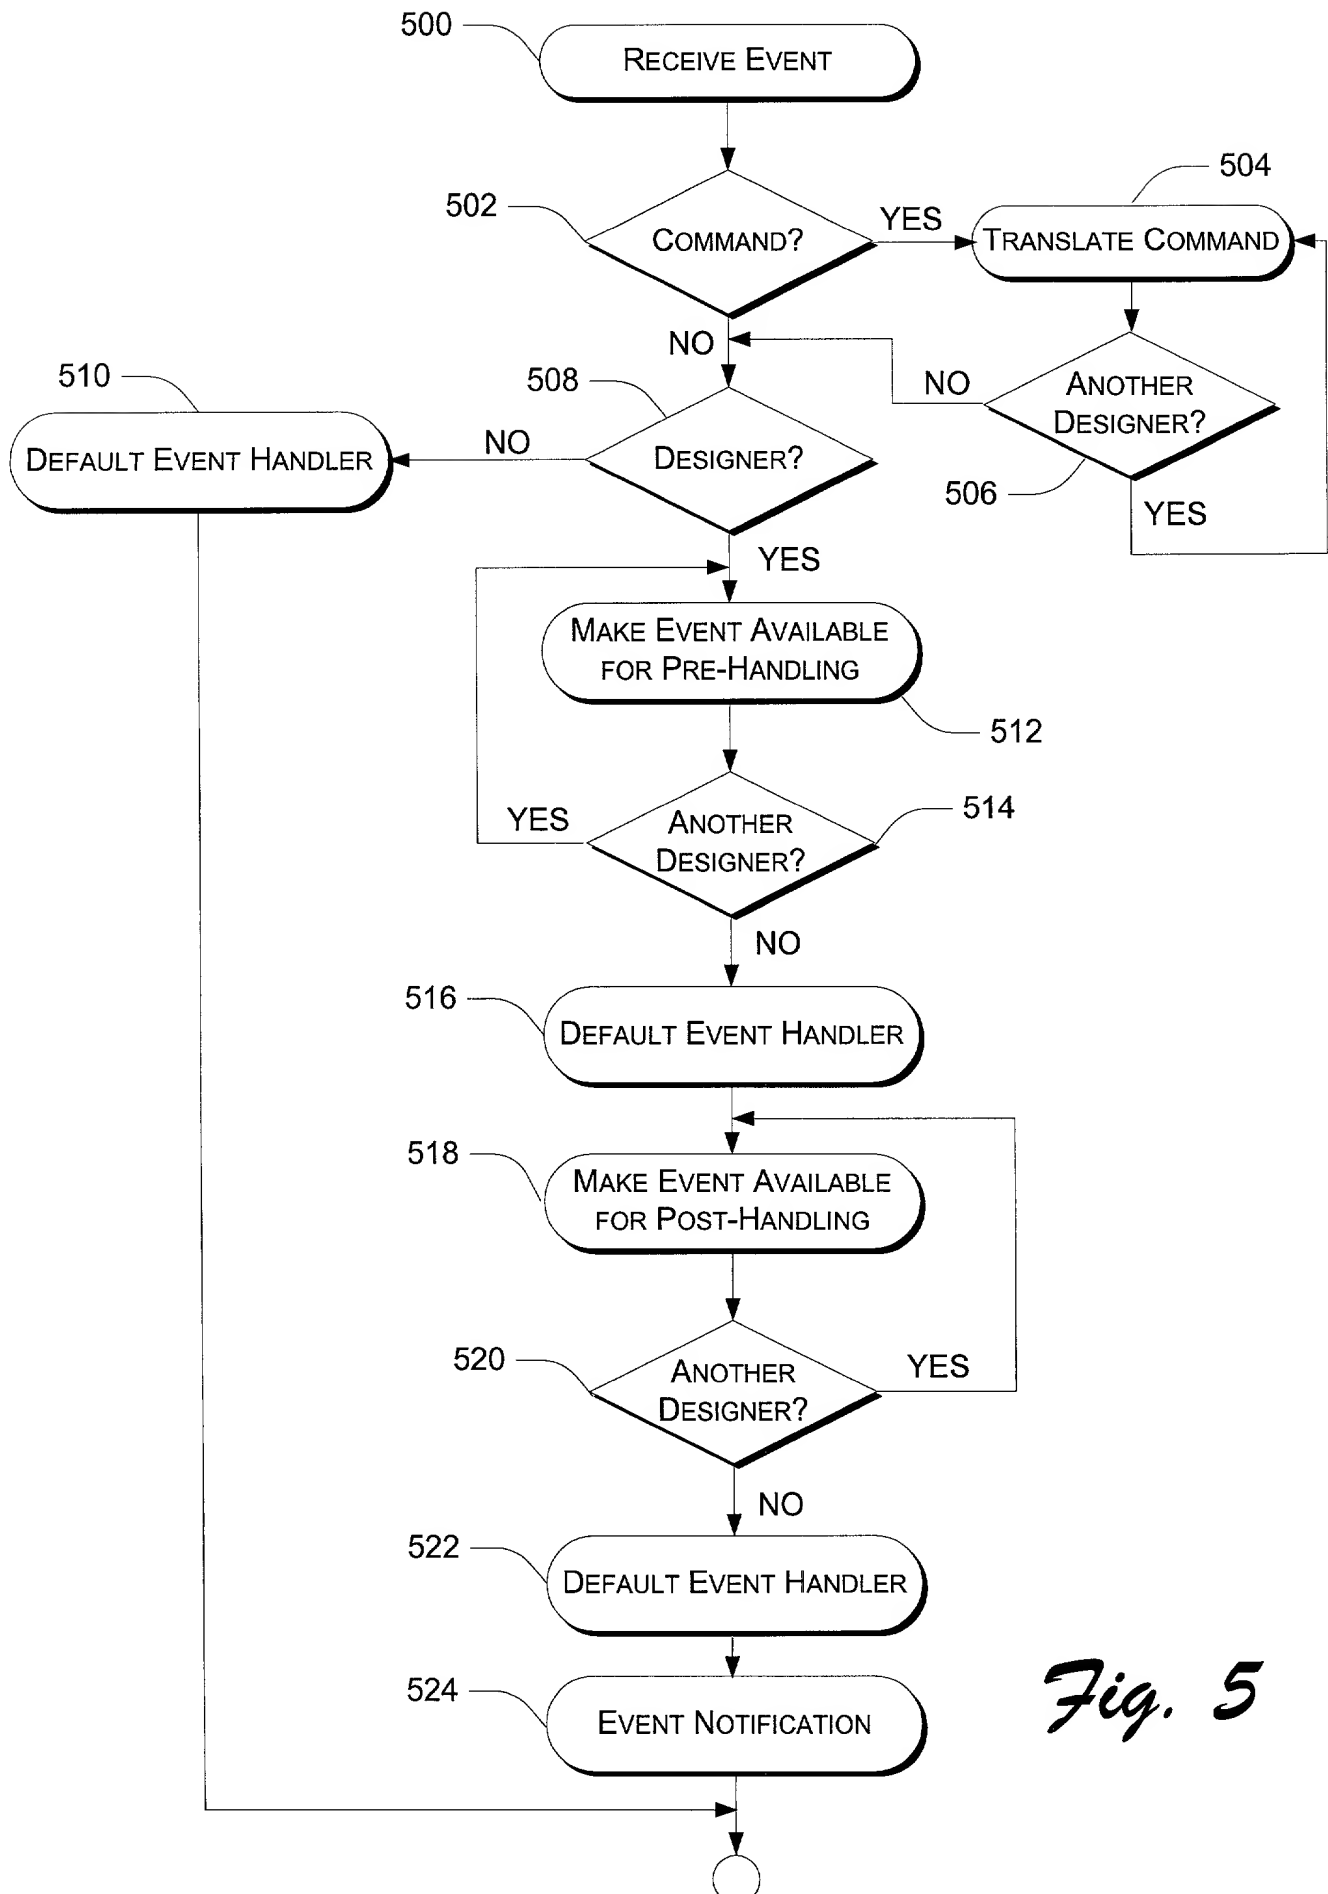 500
RECEIVE EVENT
504
502
COMMAND?
YES
TRANSLATE COMMAND
NO
510
508
NO
ANOTHER
DESIGNER?
DEFAULT EVENT HANDLER
NO
DESIGNER?
506
YES
YES
MAKE EVENT AVAILABLE
FOR PRE-HANDLING
512
YES
ANOTHER
DESIGNER?
514
NO
516
DEFAULT EVENT HANDLER
518
MAKE EVENT AVAILABLE
FOR POST-HANDLING
520
ANOTHER
DESIGNER?
YES
NO
522
DEFAULT EVENT HANDLER
524
EVENT NOTIFICATION
Fig. 5